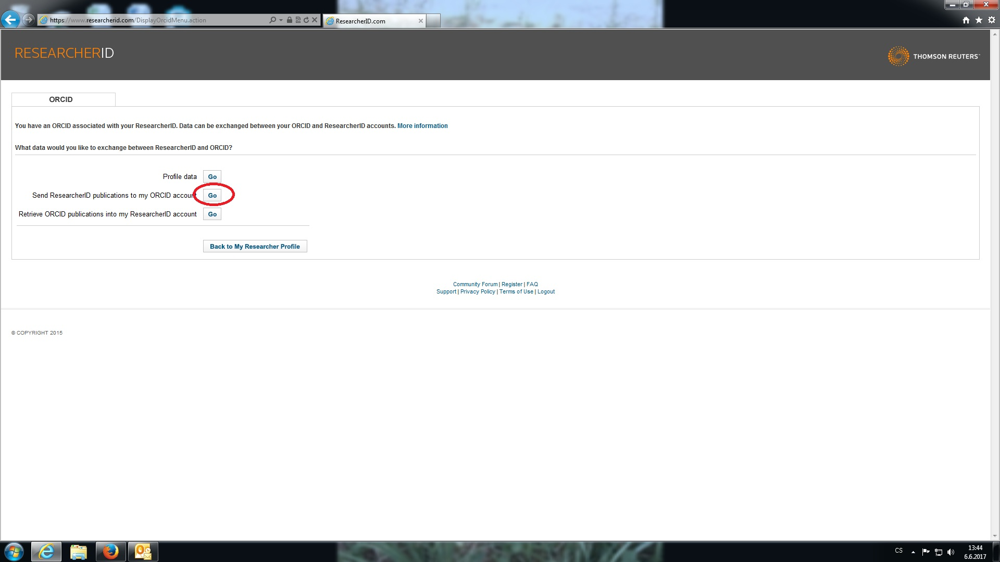 https://www.researcherid.com/DisplayOrcidMenu.action
ResearcherID.com
RESEARCHERID
THOMSON REUTERS™
ORCID
You have an ORCID associated with your ResearcherID. Data can be exchanged between your ORCID and ResearcherID accounts. More information
What data would you like to exchange between ResearcherID and ORCID?
Profile data Go
Send ResearcherID publications to my ORCID account Go
Retrieve ORCID publications into my ResearcherID account Go
Back to My Researcher Profile
Community Forum | Register | FAQ
Support | Privacy Policy | Terms of Use | Logout
© COPYRIGHT 2015
CS
13:44
6.6.2017